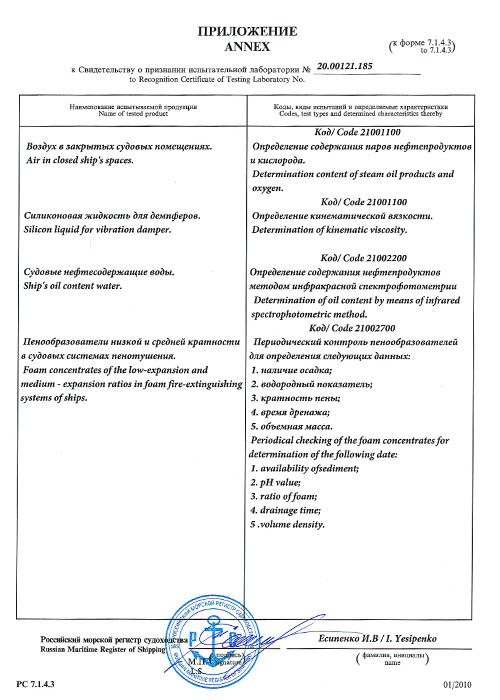 ПРИЛОЖЕНИЕ
ANNEX
(к форме 7.1.4.3
to 7.1.4.3)
к Свидетельству о признании испытательной лаборатории № 20.00121.185
to Recognition Certificate of Testing Laboratory No.
Наименование испытываемой продукции
Name of tested product
Коды, виды испытаний и определяемые характеристики
Codes, test types and determined characteristics thereby
Код/ Code 21001100
Воздух в закрытых судовых помещениях.
Air in closed ship's spaces.
Определение содержания паров нефтепродуктов
и кислорода.
Determination content of steam oil products and
oxygen.
Код/ Code 21001100
Силиконовая жидкость для демпферов.
Silicon liquid for vibration damper.
Определение кинематической вязкости.
Determination of kinematic viscosity.
Код/ Code 21002200
Судовые нефтесодержащие воды.
Ship's oil content water.
Определение содержания нефтепродуктов
методом инфракрасной спектрофотометрии
Determination of oil content by means of infrared
spectrophotometric method.
Код/ Code 21002700
Пенообразователи низкой и средней кратности
в судовых системах пенотушения.
Foam concentrates of the low-expansion and
medium - expansion ratios in foam fire-extinguishing
systems of ships.
Периодический контроль пенообразователей
для определения следующих данных:
1. наличие осадка;
2. водородный показатель;
3. кратность пены;
4. время дренажа;
5. объемная масса.
Periodical checking of the foam concentrates for
determination of the following date:
1. availability ofsediment;
2. pH value;
3. ratio of foam;
4. drainage time;
5 .volume density.
Российский морской регистр судоходства
Russian Maritime Register of Shipping
(подпись)
М.П. signature
L.S.
Есипенко И.В / I. Yesipenko
(фамилия, инициалы)
name
РС 7.1.4.3
01/2010